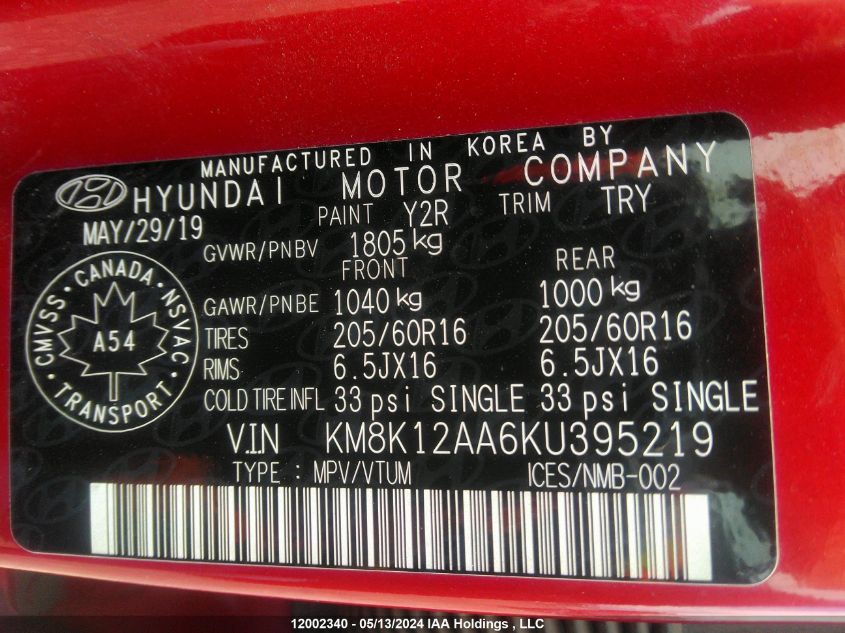 MANUFACTURED IN KOREA BY
HYUNDAI MOTOR COMPANY
MAY/29/19 PAINT Y2R TRIM TRY
GVWR/PNBV 1805 kg
FRONT REAR
GAWR/PNBE 1040 kg 1000 kg
TIRES 205/60R16 205/60R16
RIMS 6.5JX16 6.5JX16
COLD TIRE INFL 33 psi SINGLE 33 psi SINGLE
CANADA
CMVSS NSVAC
A54
TRANSPORT
V.I.N KM8K12AA6KU395219
TYPE : MPV/VTUM ICES/NMB-002
12002340 - 05/13/2024 IAA Holdings , LLC